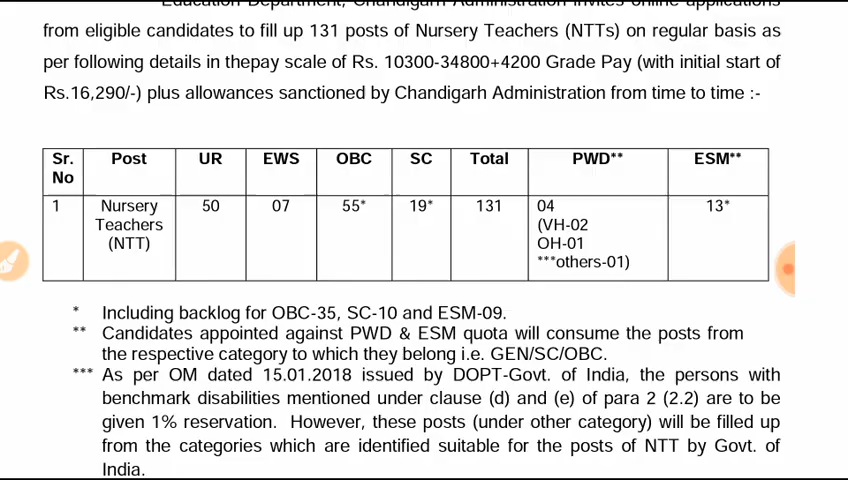 Education Department, Chandigarh Administration invites online applications
from eligible candidates to fill up 131 posts of Nursery Teachers (NTTs) on regular basis as
per following details in thepay scale of Rs. 10300-34800+4200 Grade Pay (with initial start of
Rs.16,290/-) plus allowances sanctioned by Chandigarh Administration from time to time :-
Sr. No Post UR EWS OBC SC Total PWD** ESM**
1 Nursery Teachers (NTT) 50 07 55* 19* 131 04 (VH-02 OH-01 ***others-01) 13*
* Including backlog for OBC-35, SC-10 and ESM-09.
** Candidates appointed against PWD & ESM quota will consume the posts from
the respective category to which they belong i.e. GEN/SC/OBC.
*** As per OM dated 15.01.2018 issued by DOPT-Govt. of India, the persons with
benchmark disabilities mentioned under clause (d) and (e) of para 2 (2.2) are to be
given 1% reservation. However, these posts (under other category) will be filled up
from the categories which are identified suitable for the posts of NTT by Govt. of
India.